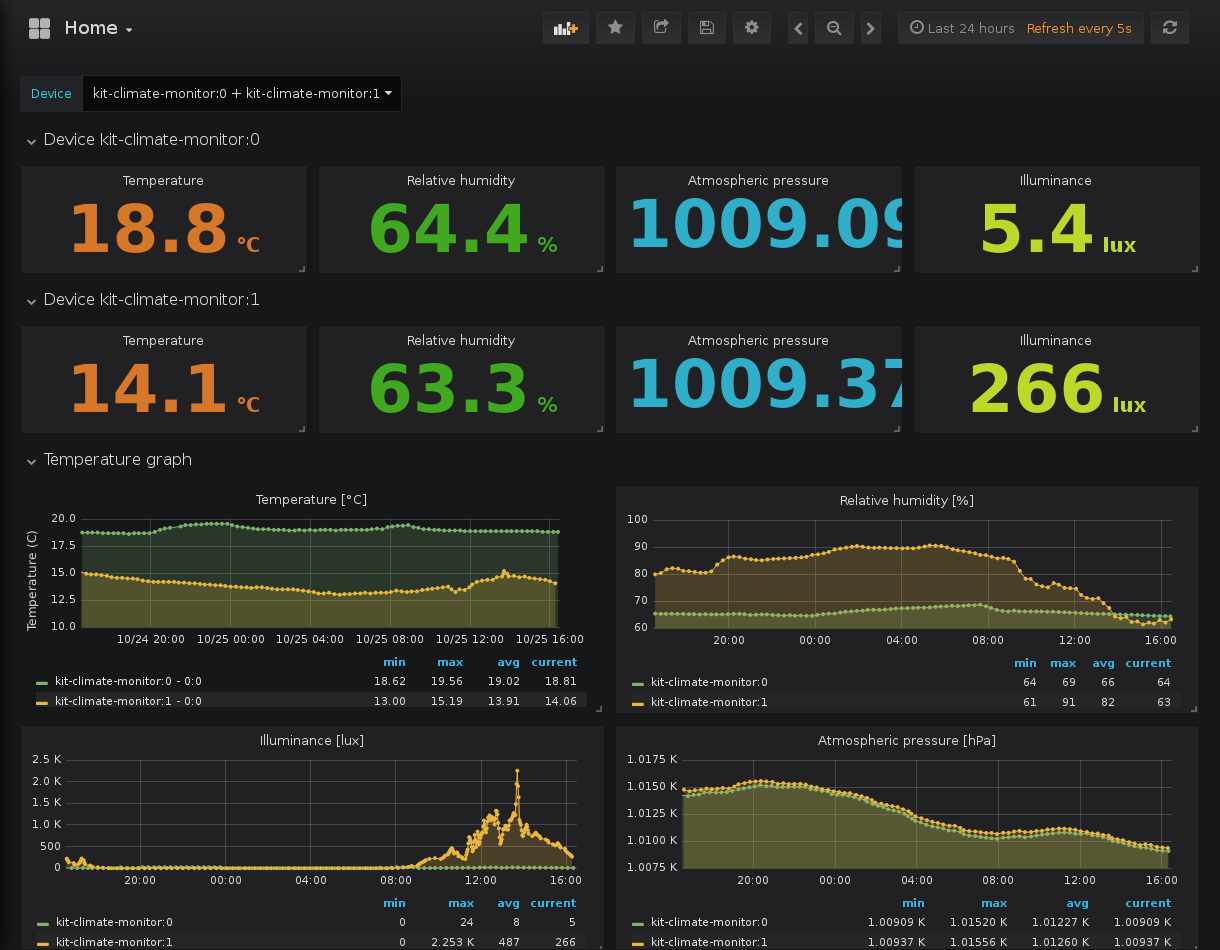 Home
Last 24 hours Refresh every 5s
Device kit-climate-monitor:0 + kit-climate-monitor:1
Device kit-climate-monitor:0
Temperature Relative humidity Atmospheric pressure Illuminance
18.8 °C 64.4 % 1009.09 5.4 lux
Device kit-climate-monitor:1
Temperature Relative humidity Atmospheric pressure Illuminance
14.1 °C 63.3 % 1009.37 266 lux
Temperature graph
Temperature [°C]
Temperature (C)
20.0
17.5
15.0
12.5
10.0
10/24 20:00 10/25 00:00 10/25 04:00 10/25 08:00 10/25 12:00 10/25 16:00
min max avg current
kit-climate-monitor:0 - 0:0 18.62 19.56 19.02 18.81
kit-climate-monitor:1 - 0:0 13.00 15.19 13.91 14.06
Relative humidity [%]
100
90
80
70
60
20:00 00:00 04:00 08:00 12:00 16:00
min max avg current
kit-climate-monitor:0 64 69 66 64
kit-climate-monitor:1 61 91 82 63
Illuminance [lux]
2.5 K
2.0 K
1.5 K
1.0 K
500
0
20:00 00:00 04:00 08:00 12:00 16:00
min max avg current
kit-climate-monitor:0 0 24 8 5
kit-climate-monitor:1 0 2.253 K 487 266
Atmospheric pressure [hPa]
1.0175 K
1.0150 K
1.0125 K
1.0100 K
1.0075 K
20:00 00:00 04:00 08:00 12:00 16:00
min max avg current
kit-climate-monitor:0 1.00909 K 1.01520 K 1.01227 K 1.00909 K
kit-climate-monitor:1 1.00937 K 1.01556 K 1.01260 K 1.00937 K